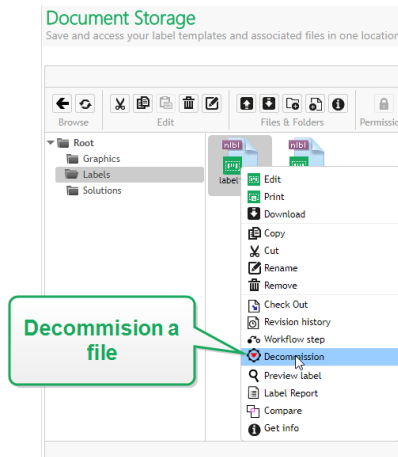 Document Storage
Save and access your label templates and associated files in one location
Browse
Edit
Files & Folders
Permissio
Root
Graphics
Labels
Solutions
nlbl
nlbl
label
Edit
Print
Download
Copy
Cut
Rename
Remove
Check Out
Revision history
Workflow step
Decommission
Preview label
Label Report
Compare
Get info
Decommision a
file